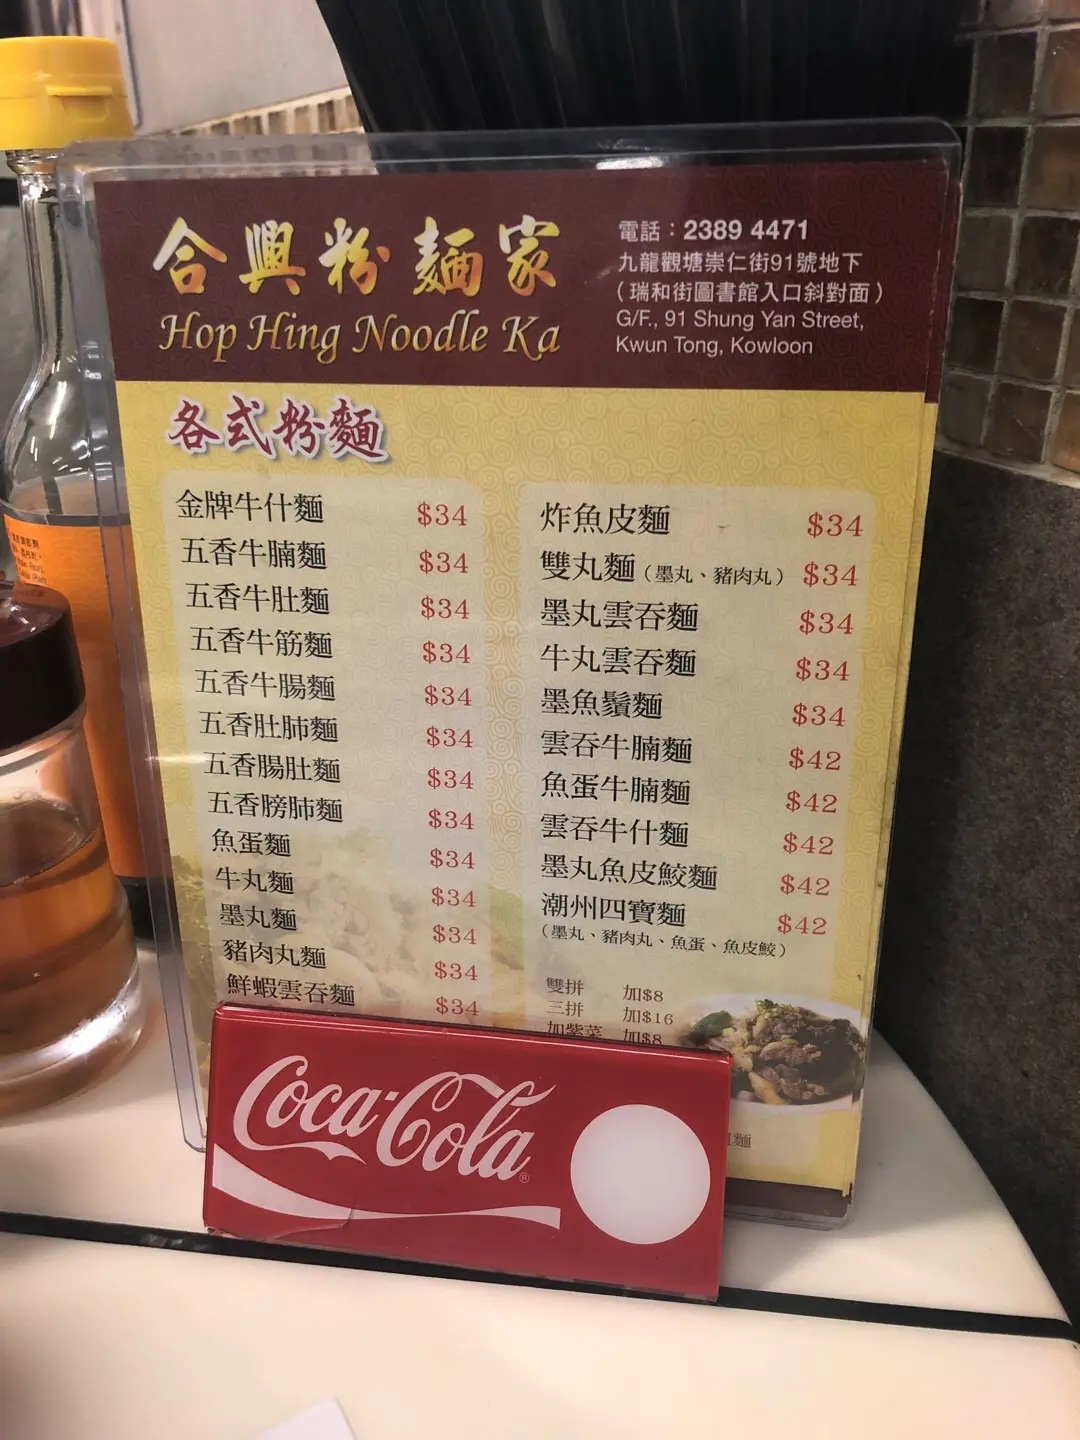 合興粉麵家
Hop Hing Noodle Ka
電話：2389 4471
九龍觀塘崇仁街91號地下
（瑞和街圖書館入口斜對面）
G/F., 91 Shung Yan Street,
Kwun Tong, Kowloon
各式粉麵
金牌牛什麵 $34
五香牛腩麵 $34
五香牛肚麵 $34
五香牛筋麵 $34
五香牛腸麵 $34
五香肚肺麵 $34
五香腸肚麵 $34
五香膀肺麵 $34
魚蛋麵 $34
牛丸麵 $34
墨丸麵 $34
豬肉丸麵 $34
鮮蝦雲吞麵 $34
炸魚皮麵 $34
雙丸麵（墨丸、豬肉丸） $34
墨丸雲吞麵 $34
牛丸雲吞麵 $34
墨魚鬚麵 $34
雲吞牛腩麵 $42
魚蛋牛腩麵 $42
雲吞牛什麵 $42
墨丸魚皮餃麵 $42
潮州四寶麵 $42
（墨丸、豬肉丸、魚蛋、魚皮餃）
雙拼 加$8
三拼 加$16
加紫菜 加$8
麵
Coca-Cola®